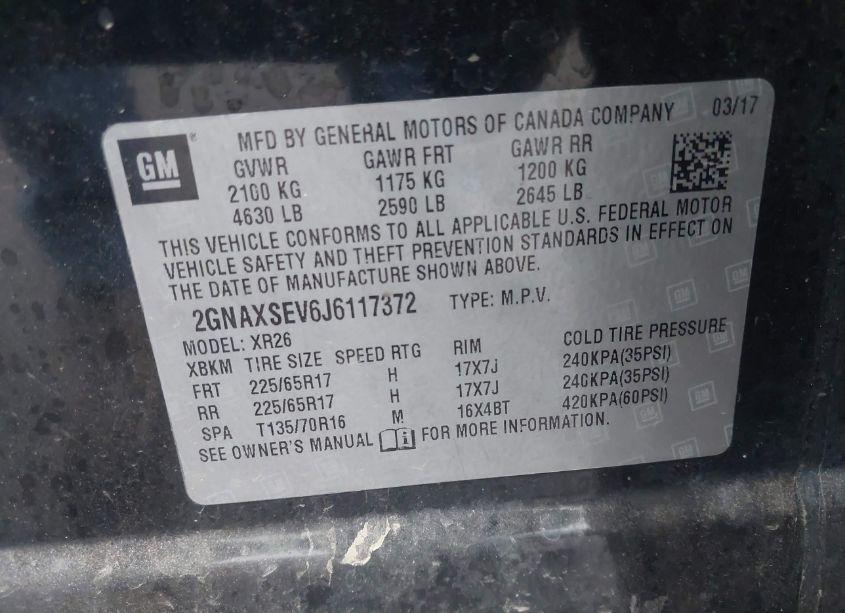 GM
MFD BY GENERAL MOTORS OF CANADA COMPANY 03/17
GVWR GAWR FRT GAWR RR
2100 KG 1175 KG 1200 KG
4630 LB 2590 LB 2645 LB
THIS VEHICLE CONFORMS TO ALL APPLICABLE U.S. FEDERAL MOTOR
VEHICLE SAFETY AND THEFT PREVENTION STANDARDS IN EFFECT ON
THE DATE OF MANUFACTURE SHOWN ABOVE.
2GNAXSEV6J6117372 TYPE: M.P.V.
MODEL: XR26
XBKM TIRE SIZE SPEED RTG RIM COLD TIRE PRESSURE
FRT 225/65R17 H 17X7J 240KPA(35PSI)
RR 225/65R17 H 17X7J 240KPA(35PSI)
SPA T135/70R16 M 16X4BT 420KPA(60PSI)
SEE OWNER'S MANUAL FOR MORE INFORMATION.